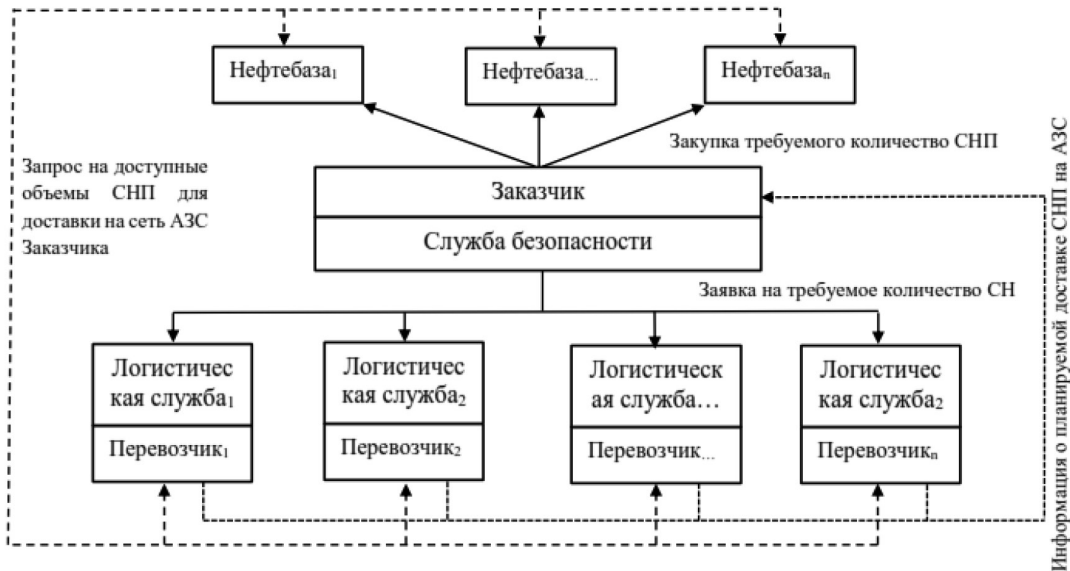 Нефтебаза₁
Нефтебаза...
Нефтебазаₙ
Закупка требуемого количество СНП
Запрос на доступные
объемы СНП для
доставки на сеть АЗС
Заказчика
Заказчик
Служба безопасности
Заявка на требуемое количество СН
Логистичес
кая служба₁
Перевозчик₁
Логистичес
кая служба₂
Перевозчик₂
Логистическ
ая служба…
Перевозчик...
Логистичес
кая служба₂
Перевозчикₙ
Информация о планируемой доставке СНП на АЗС